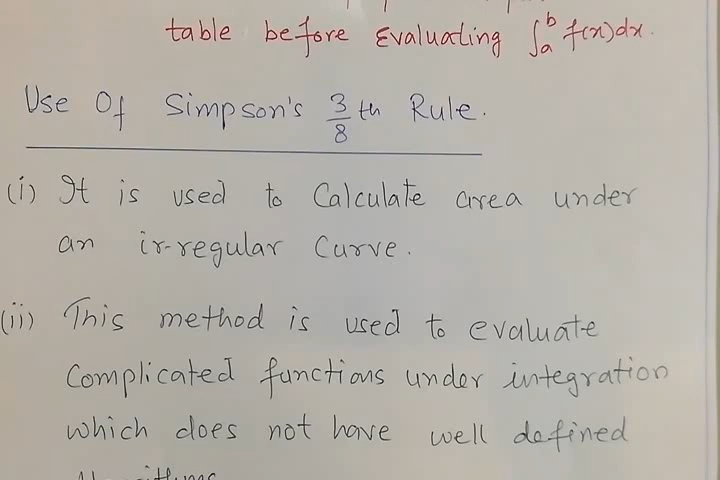 table before Evaluating ∫ₐᵇ f(x)dx.
Use Of Simpson's 3/8 th Rule.
(i) It is used to Calculate area under
an ir-regular Curve.
(ii) This method is used to evaluate
Complicated functions under integration
which does not have well defined